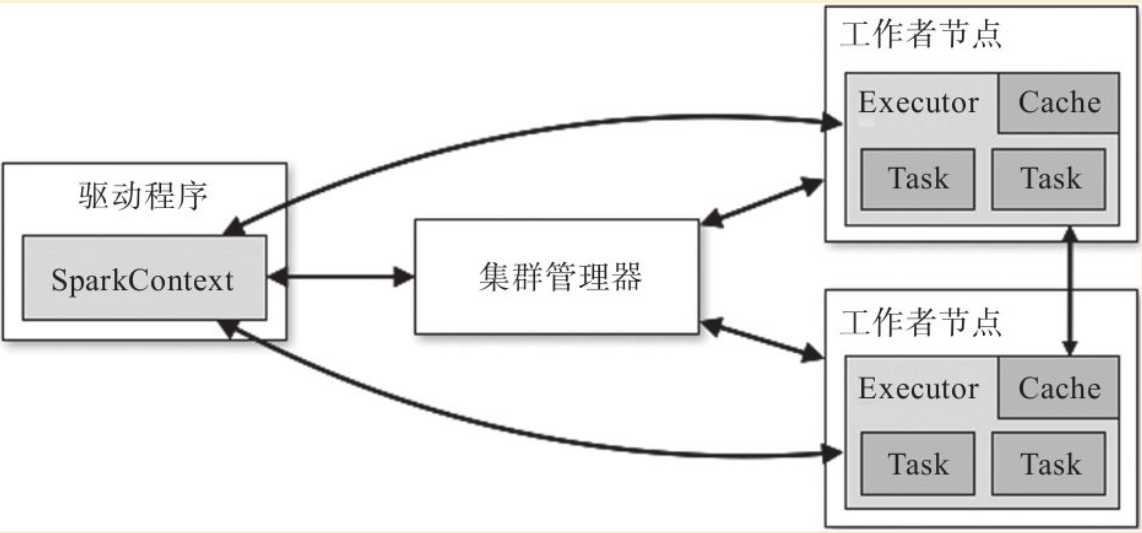 驱动程序
SparkContext
集群管理器
工作者节点
Executor
Cache
Task
Task
工作者节点
Executor
Cache
Task
Task